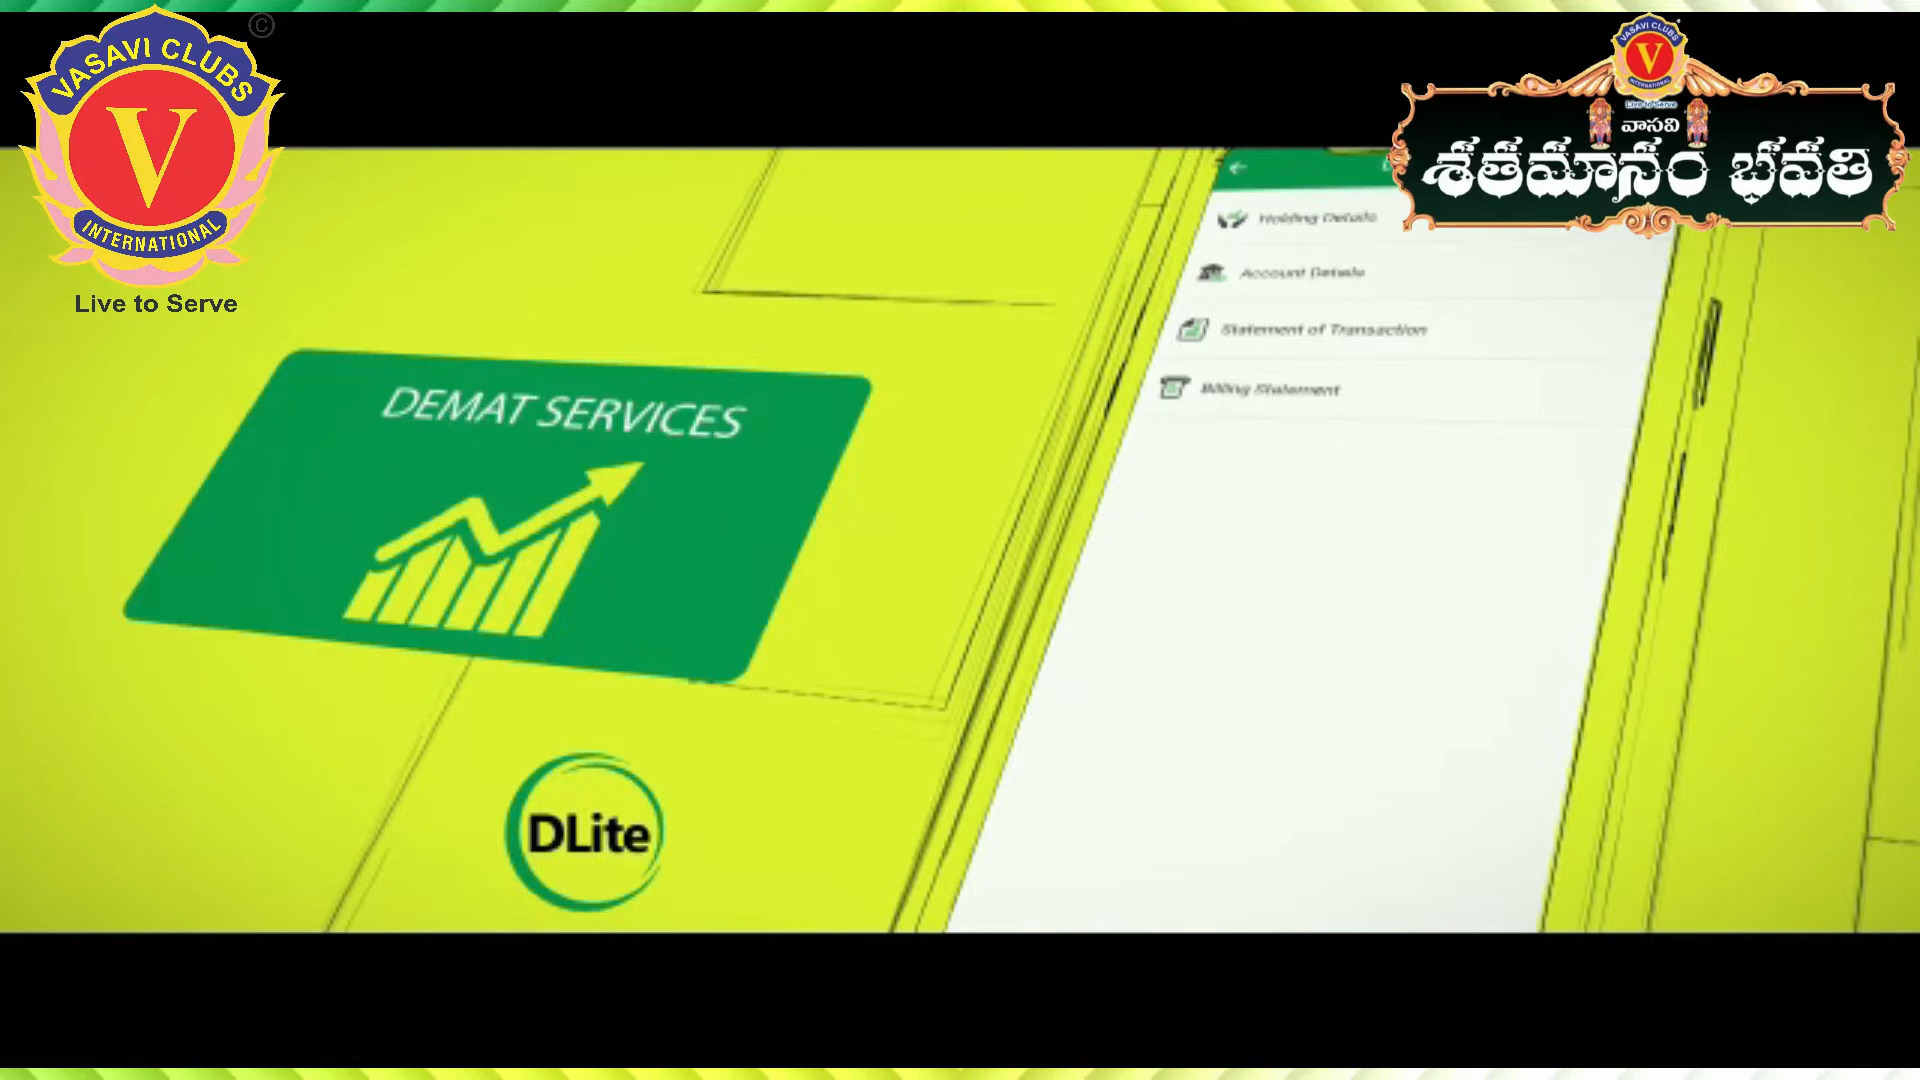 VASAVI CLUBS
©
V
INTERNATIONAL
Live to Serve
VASAVI CLUBS
V
INTERNATIONAL
Live to Serve
వాసవి
శతమానం భవతి
Holding Details
Account Details
Statement of Transaction
Billing Statement
DEMAT SERVICES
DLite